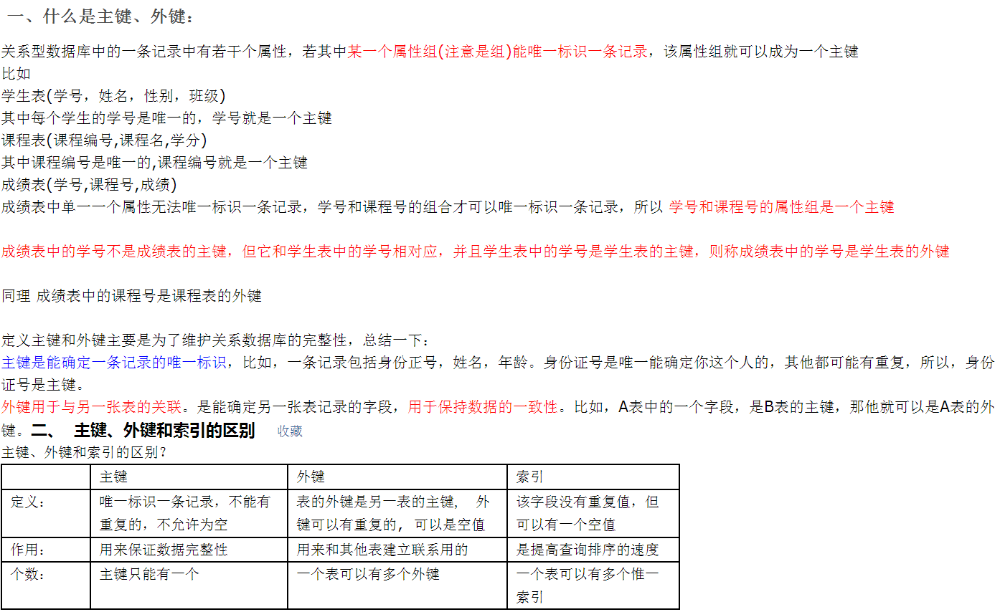 一、什么是主键、外键：
关系型数据库中的一条记录中有若干个属性，若其中某一个属性组(注意是组)能唯一标识一条记录，该属性组就可以成为一个主键
比如
学生表(学号，姓名，性别，班级)
其中每个学生的学号是唯一的，学号就是一个主键
课程表(课程编号,课程名,学分)
其中课程编号是唯一的,课程编号就是一个主键
成绩表(学号,课程号,成绩)
成绩表中单一一个属性无法唯一标识一条记录，学号和课程号的组合才可以唯一标识一条记录，所以 学号和课程号的属性组是一个主键
成绩表中的学号不是成绩表的主键，但它和学生表中的学号相对应，并且学生表中的学号是学生表的主键，则称成绩表中的学号是学生表的外键
同理 成绩表中的课程号是课程表的外键
定义主键和外键主要是为了维护关系数据库的完整性，总结一下：
主键是能确定一条记录的唯一标识，比如，一条记录包括身份正号，姓名，年龄。身份证号是唯一能确定你这个人的，其他都可能有重复，所以，身份
证号是主键。
外键用于与另一张表的关联。是能确定另一张表记录的字段，用于保持数据的一致性。比如，A表中的一个字段，是B表的主键，那他就可以是A表的外
键。二、 主键、外键和索引的区别 收藏
主键、外键和索引的区别？
主键 外键 索引
定义： 唯一标识一条记录，不能有 表的外键是另一表的主键, 外 该字段没有重复值，但
重复的，不允许为空 键可以有重复的, 可以是空值 可以有一个空值
作用： 用来保证数据完整性 用来和其他表建立联系用的 是提高查询排序的速度
个数： 主键只能有一个 一个表可以有多个外键 一个表可以有多个惟一
索引